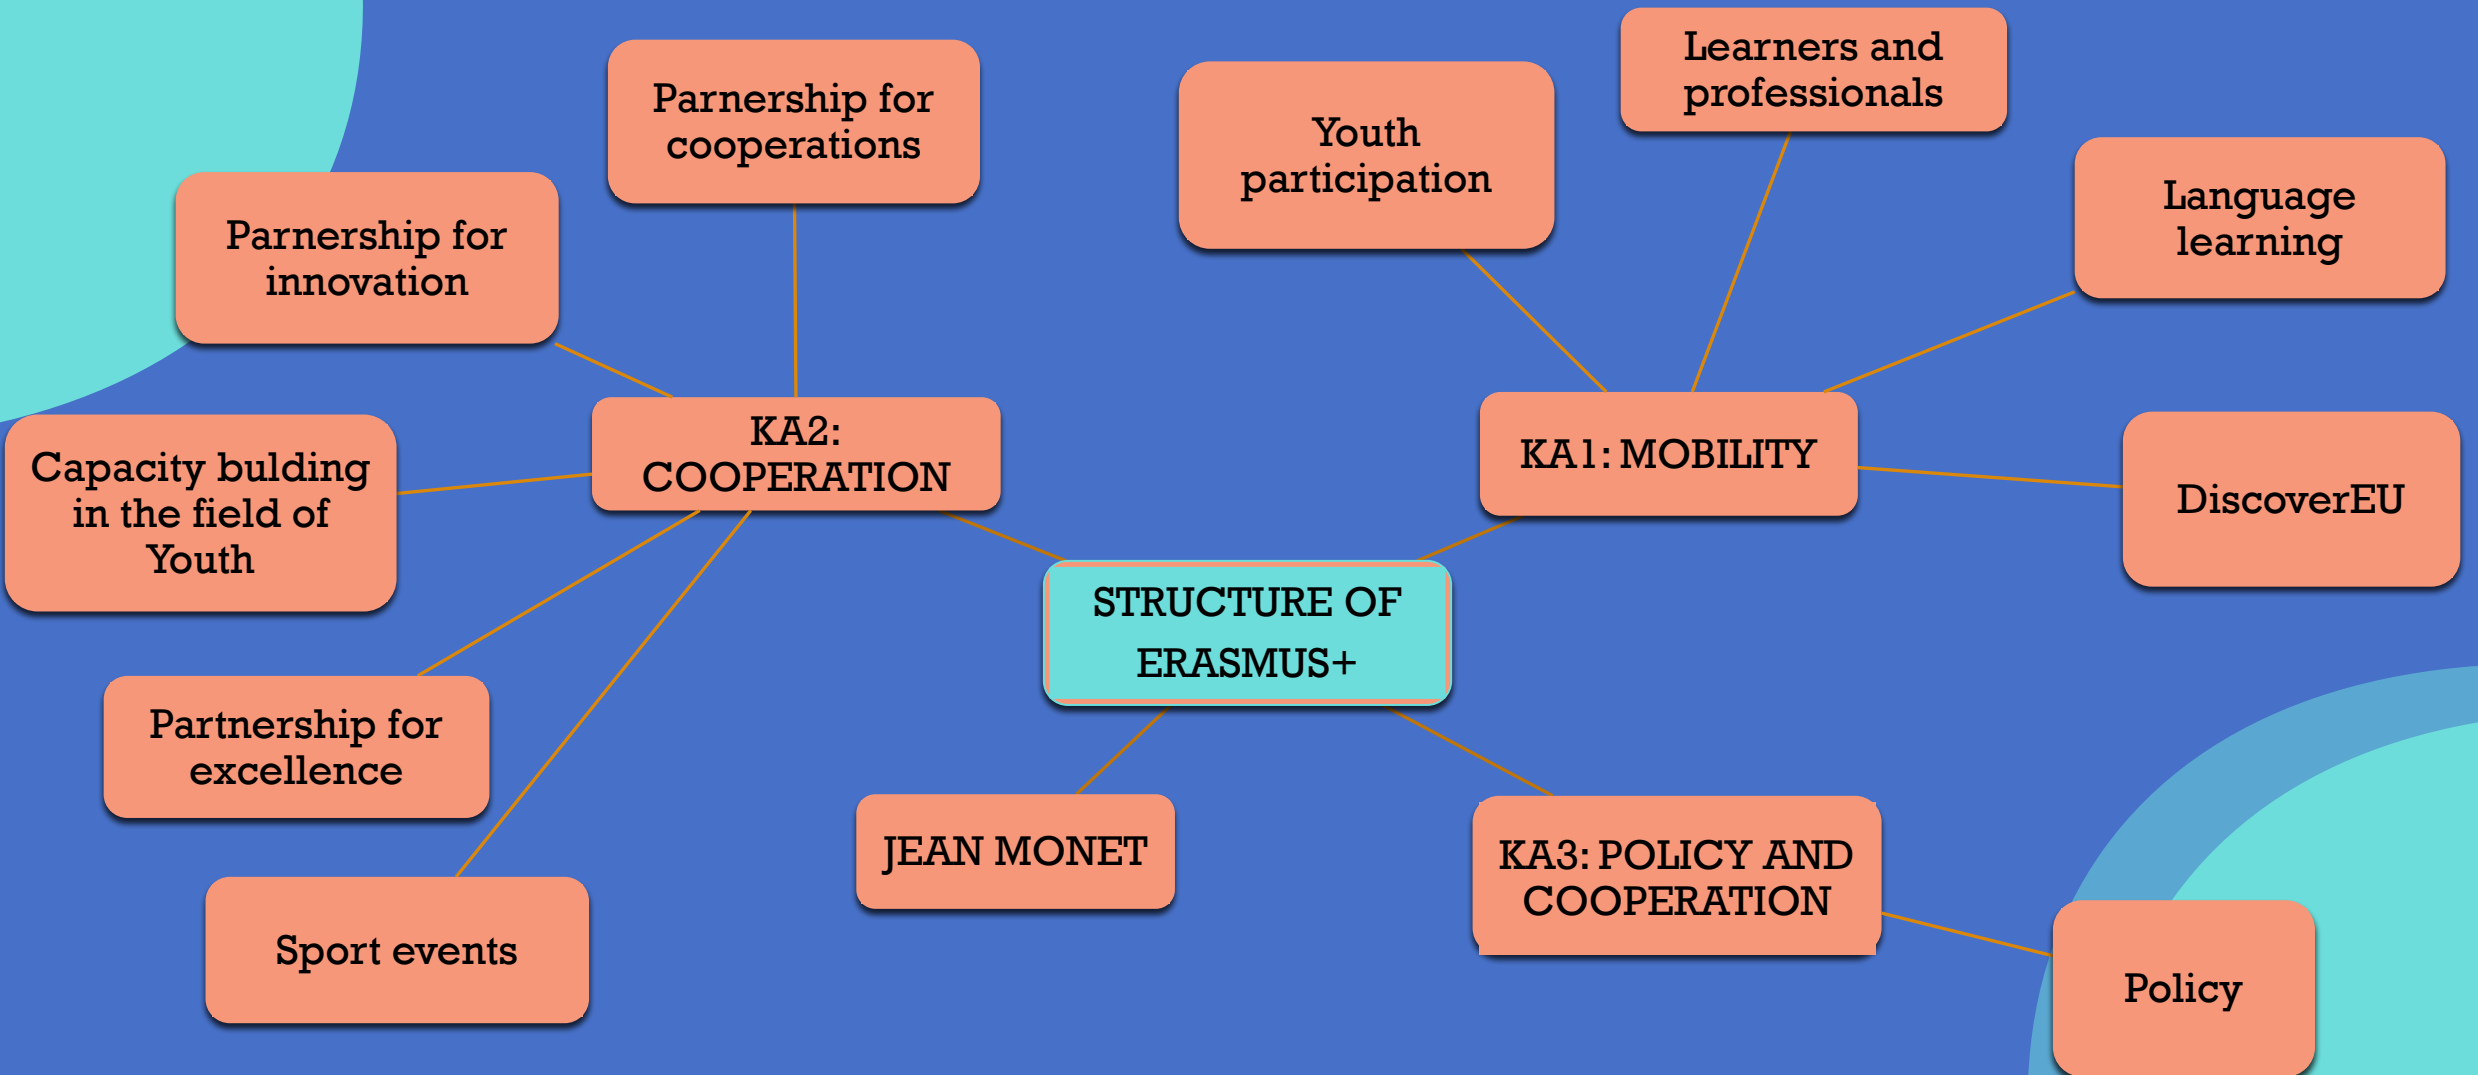 Learners and
professionals
Parnership for
cooperations
Youth
participation
Language
learning
Parnership for
innovation
KA2:
COOPERATION
KA1: MOBILITY
Capacity bulding
in the field of
Youth
DiscoverEU
STRUCTURE OF
ERASMUS+
Partnership for
excellence
JEAN MONET
KA3: POLICY AND
COOPERATION
Sport events
Policy